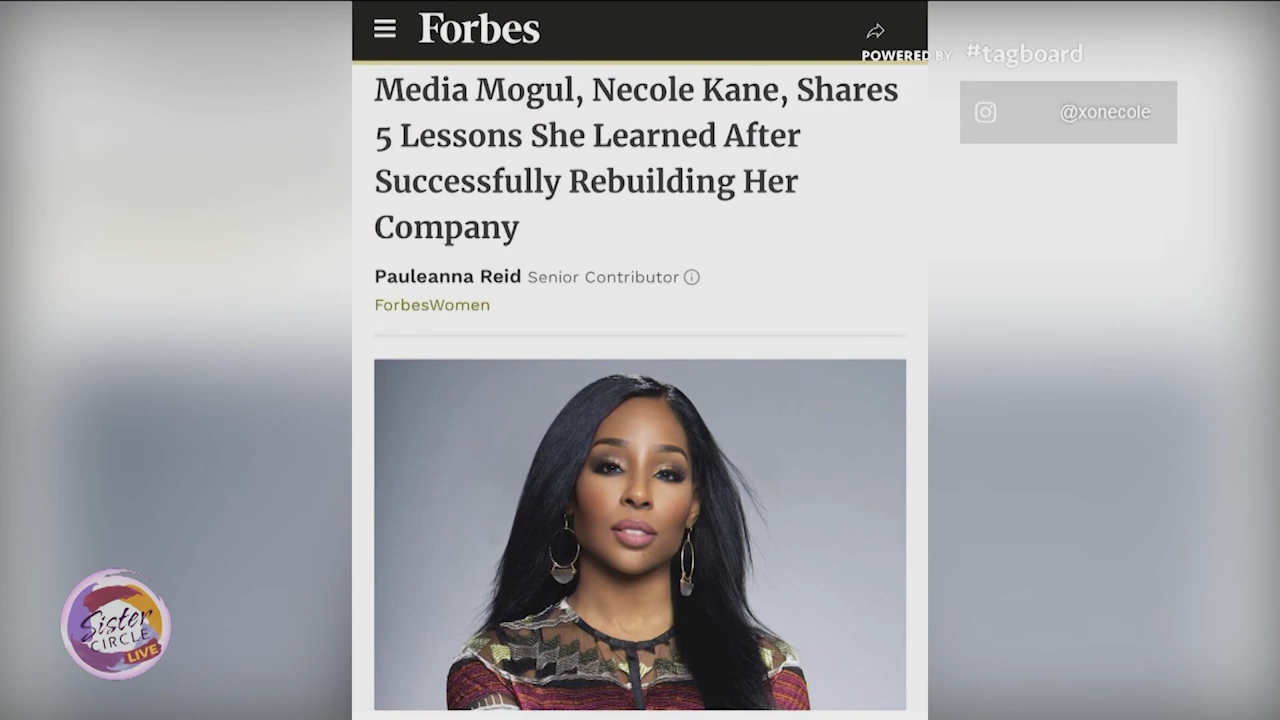 Forbes
POWERED BY #tagboard
Media Mogul, Necole Kane, Shares
5 Lessons She Learned After
Successfully Rebuilding Her
Company
@xonecole
Pauleanna Reid Senior Contributor
ForbesWomen
Sister
CIRCLE
LIVE